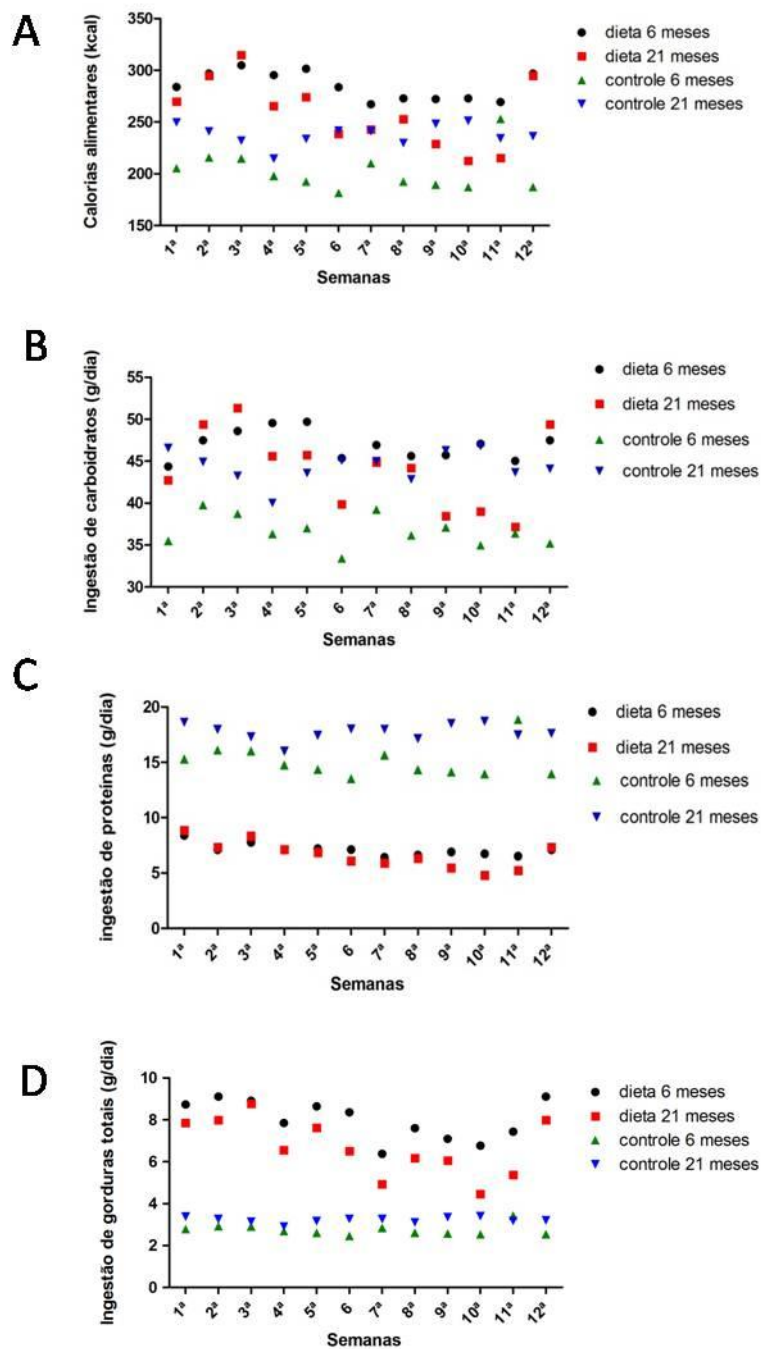 A
Calorias alimentares (kcal)
350
300
250
200
150
1ª 2ª 3ª 4ª 5ª 6 7ª 8ª 9ª 10ª 11ª 12ª
Semanas
dieta 6 meses
dieta 21 meses
controle 6 meses
controle 21 meses
B
Ingestão de carboidratos (g/dia)
55
50
45
40
35
30
1ª 2ª 3ª 4ª 5ª 6 7ª 8ª 9ª 10ª 11ª 12ª
Semanas
dieta 6 meses
dieta 21 meses
controle 6 meses
controle 21 meses
C
ingestão de proteínas (g/dia)
20
15
10
5
0
1ª 2ª 3ª 4ª 5ª 6 7ª 8ª 9ª 10ª 11ª 12ª
Semanas
dieta 6 meses
dieta 21 meses
controle 6 meses
controle 21 meses
D
Ingestão de gorduras totais (g/dia)
10
8
6
4
2
0
1ª 2ª 3ª 4ª 5ª 6 7ª 8ª 9ª 10ª 11ª 12ª
Semanas
dieta 6 meses
dieta 21 meses
controle 6 meses
controle 21 meses